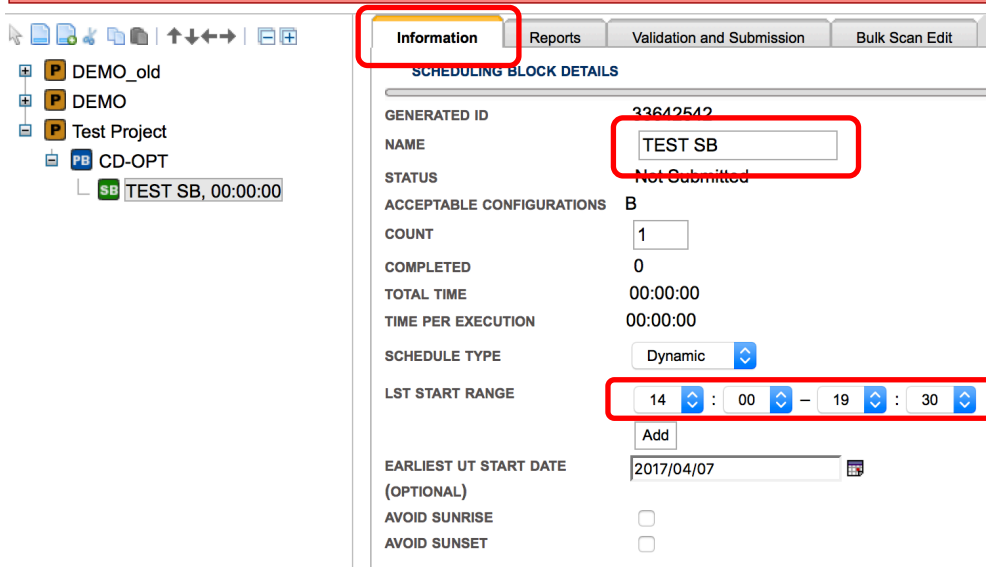 Information Reports Validation and Submission Bulk Scan Edit
P DEMO_old
P DEMO
P Test Project
PB CD-OPT
SB TEST SB, 00:00:00
SCHEDULING BLOCK DETAILS
GENERATED ID 33642542
NAME TEST SB
STATUS Not Submitted
ACCEPTABLE CONFIGURATIONS B
COUNT 1
COMPLETED 0
TOTAL TIME 00:00:00
TIME PER EXECUTION 00:00:00
SCHEDULE TYPE Dynamic
LST START RANGE 14 : 00 – 19 : 30
Add
EARLIEST UT START DATE 2017/04/07
(OPTIONAL)
AVOID SUNRISE
AVOID SUNSET